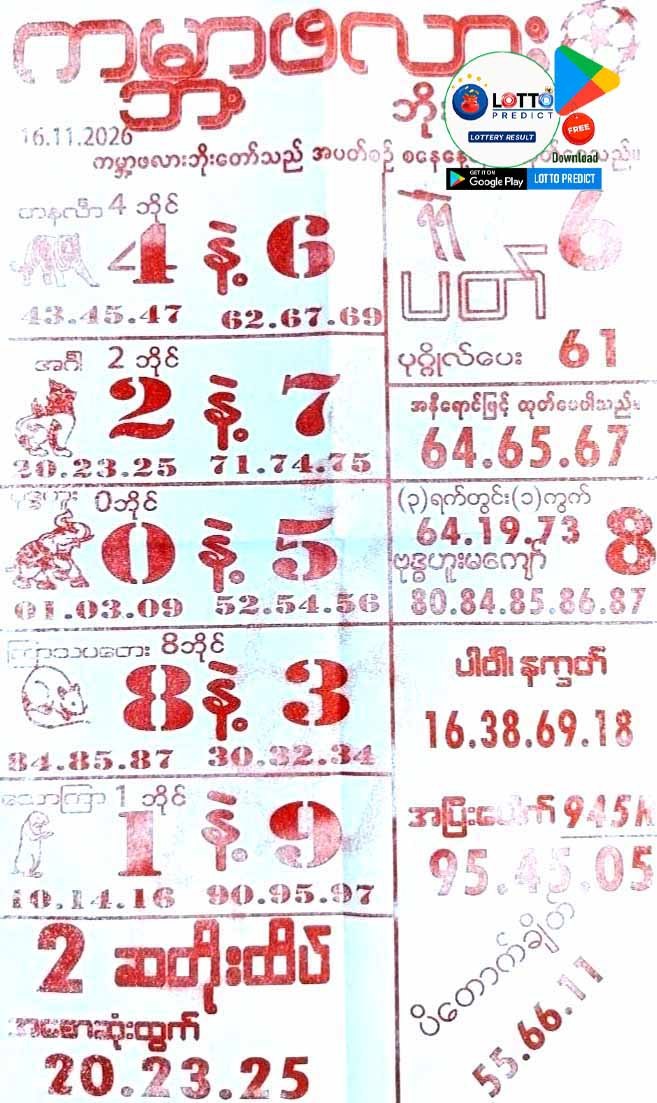 ကမ္ဘာ့ဖလား
LOTTO
PREDICT
LOTTERY RESULT
FREE
Download
GET IT ON
Google Play
LOTTO PREDICT
16.11.2026
ကမ္ဘာ့ဖလားဘိုးတော်သည် အပတ်စဉ်
တနင်္လာ 4 ဘိုင်
4 နဲ့ 6
43.45.47 62.67.69
အင်္ဂါ 2 ဘိုင်
2 နဲ့ 7
20.23.25 71.74.75
0ဘိုင်
0 နဲ့ 5
01.03.09 52.54.56
ကြာသပတေး 8ဘိုင်
8 နဲ့ 3
84.85.87 30.32.34
သောကြာ 1 ဘိုင်
1 နဲ့ 9
10.14.16 90.95.97
2 ဆတိုးထိပ်
အစောဆုံးထွက်
20.23.25
6
ပတ်
ပုဂ္ဂိုလ်ပေး 61
အနီရောင်ဖြင့် ထုတ်ပေပါသည်။
64.65.67
(၃)ရက်တွင်း(၁)ကွက်
64.19.73
8
ဗုဒ္ဓဟူးမကျော်
80.84.85.86.87
ပါဝါ၊ နက္ခတ်
16.38.69.18
အပြီးပေါက် 945K
95.45.05
ပိတောက်ချိတ်
55.66.11